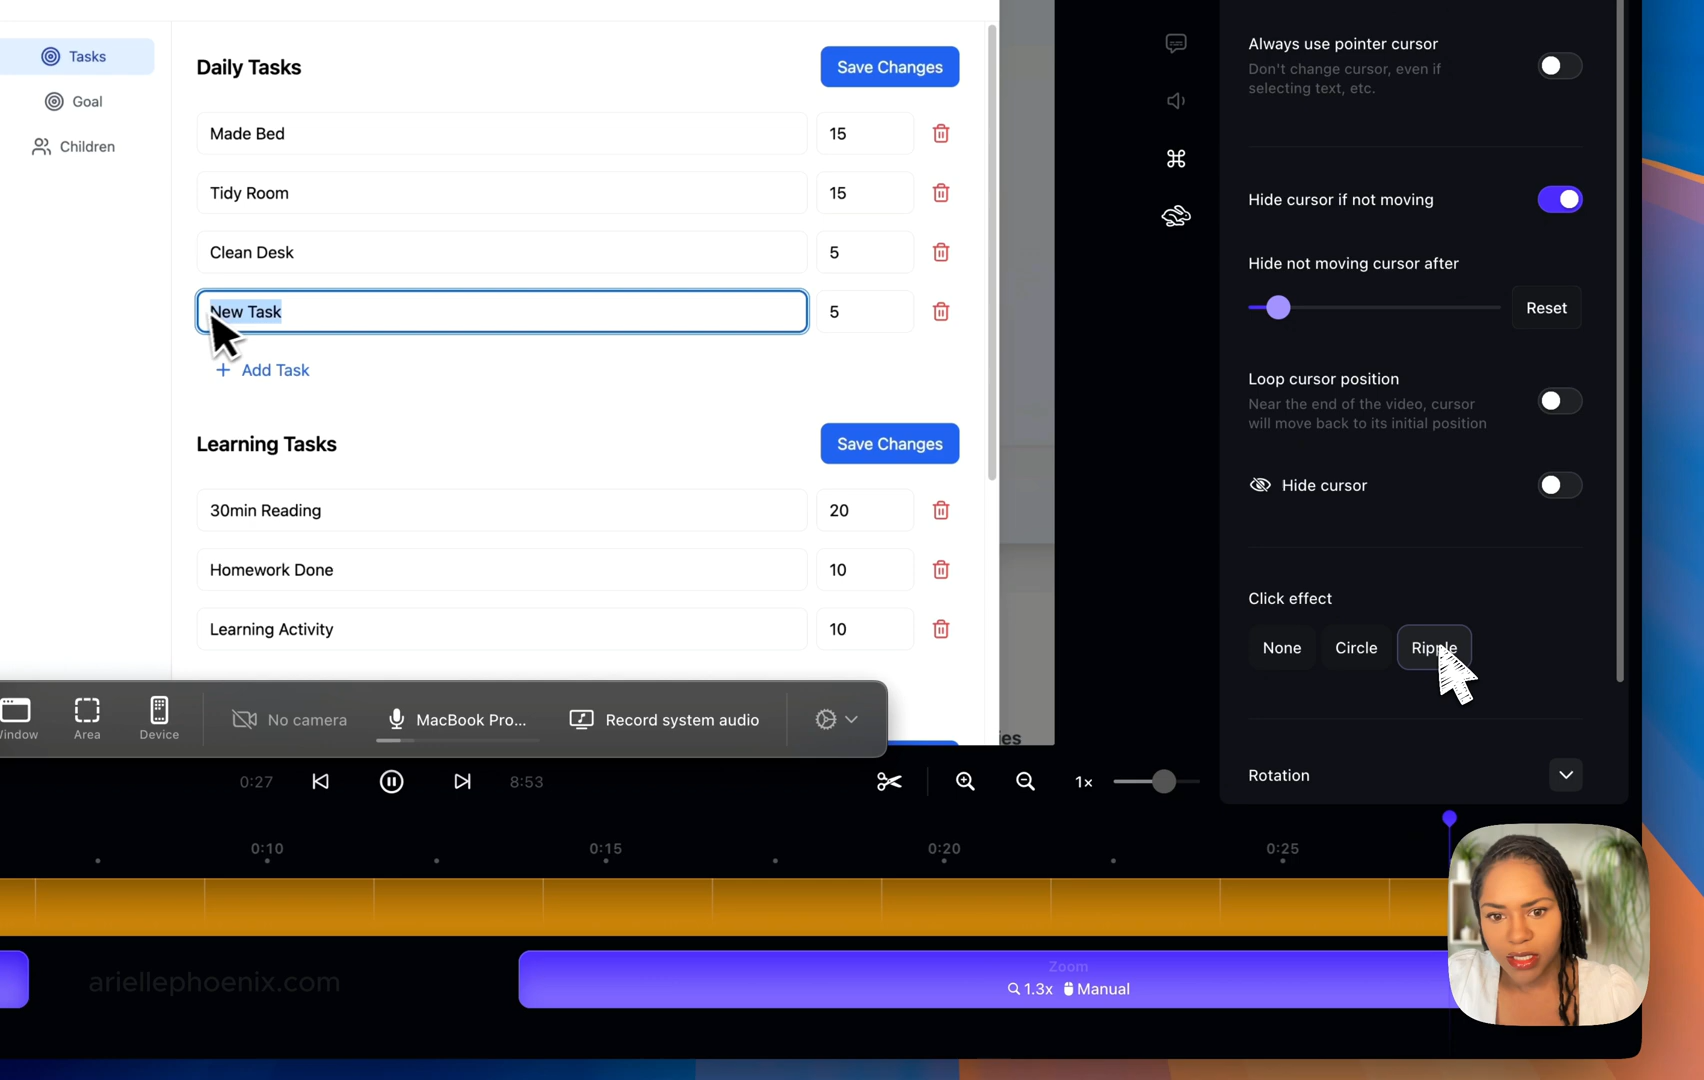 Tasks
Goal
Children
Daily Tasks
Save Changes
Made Bed
15
Tidy Room
15
Clean Desk
5
New Task
5
+ Add Task
Learning Tasks
Save Changes
30min Reading
20
Homework Done
10
Learning Activity
10
Window
Area
Device
No camera
MacBook Pro...
Record system audio
ies
0:27
8:53
1×
0:10
0:15
0:20
0:25
Zoom
1.3x Manual
ariellephoenix.com
Always use pointer cursor
Don't change cursor, even if
selecting text, etc.
Hide cursor if not moving
Hide not moving cursor after
Reset
Loop cursor position
Near the end of the video, cursor
will move back to its initial position
Hide cursor
Click effect
None
Circle
Ripple
Rotation